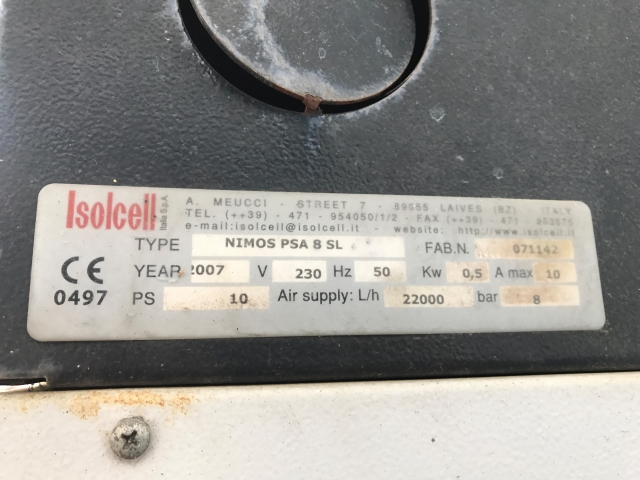 Isolcell
Italia S.p.A
A. MEUCCI - STREET 7 - LAIVES (BZ) ITALY
TEL. (++39) - 471 - 954050/1/2 - FAX (++39) - 471 -
e-mail:isolcell@isolcell.it - website: http://www.isolcell.it
TYPE NIMOS PSA 8 SL FAB.N. 071142
CE YEAR 2007 V 230 Hz 50 Kw 0,5 A max 10
0497 PS 10 Air supply: L/h 22000 bar 8